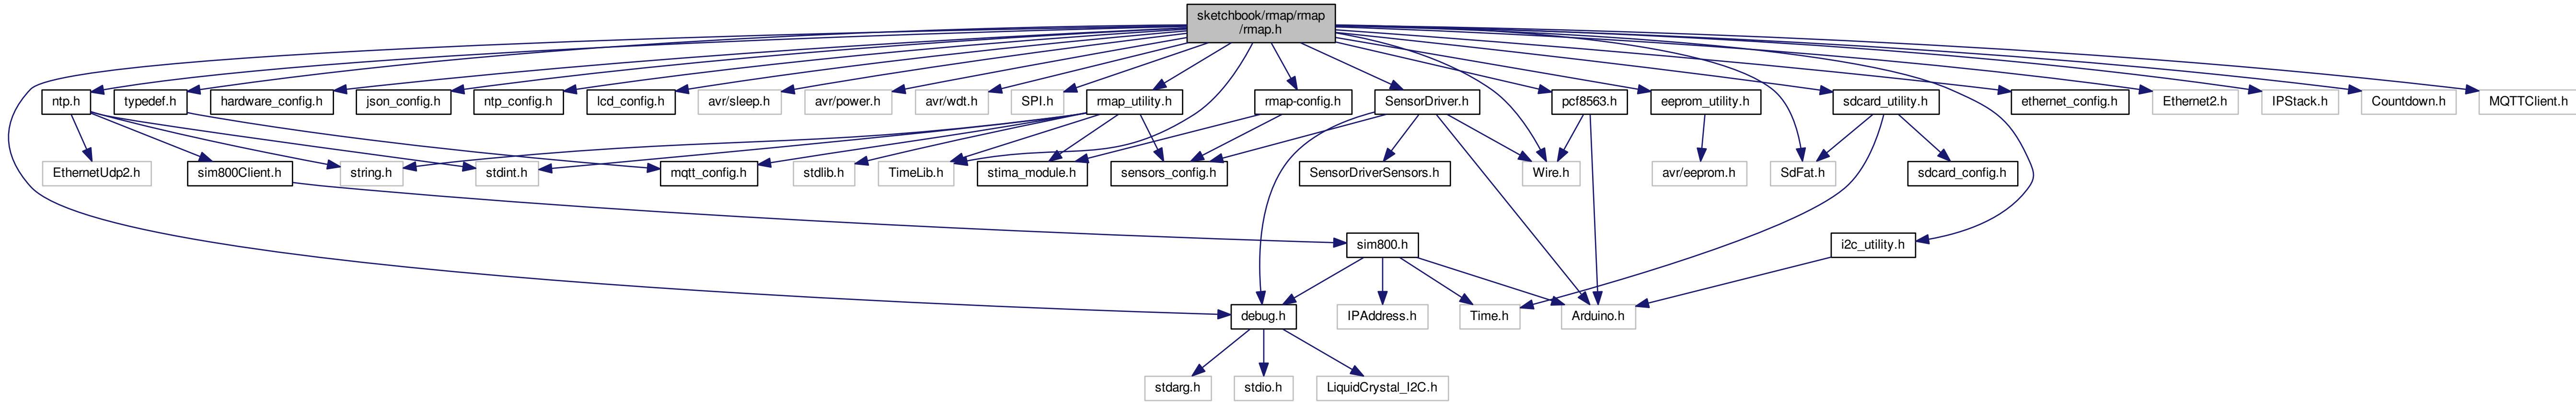 sketchbook/rmap/rmap
/rmap.h
ntp.h
typedef.h
hardware_config.h
json_config.h
ntp_config.h
lcd_config.h
avr/sleep.h
avr/power.h
avr/wdt.h
SPI.h
rmap_utility.h
rmap-config.h
SensorDriver.h
pcf8563.h
eeprom_utility.h
sdcard_utility.h
ethernet_config.h
Ethernet2.h
IPStack.h
Countdown.h
MQTTClient.h
EthernetUdp2.h
sim800Client.h
string.h
stdint.h
mqtt_config.h
stdlib.h
TimeLib.h
stima_module.h
sensors_config.h
SensorDriverSensors.h
Wire.h
avr/eeprom.h
SdFat.h
sdcard_config.h
sim800.h
i2c_utility.h
debug.h
IPAddress.h
Time.h
Arduino.h
stdarg.h
stdio.h
LiquidCrystal_I2C.h